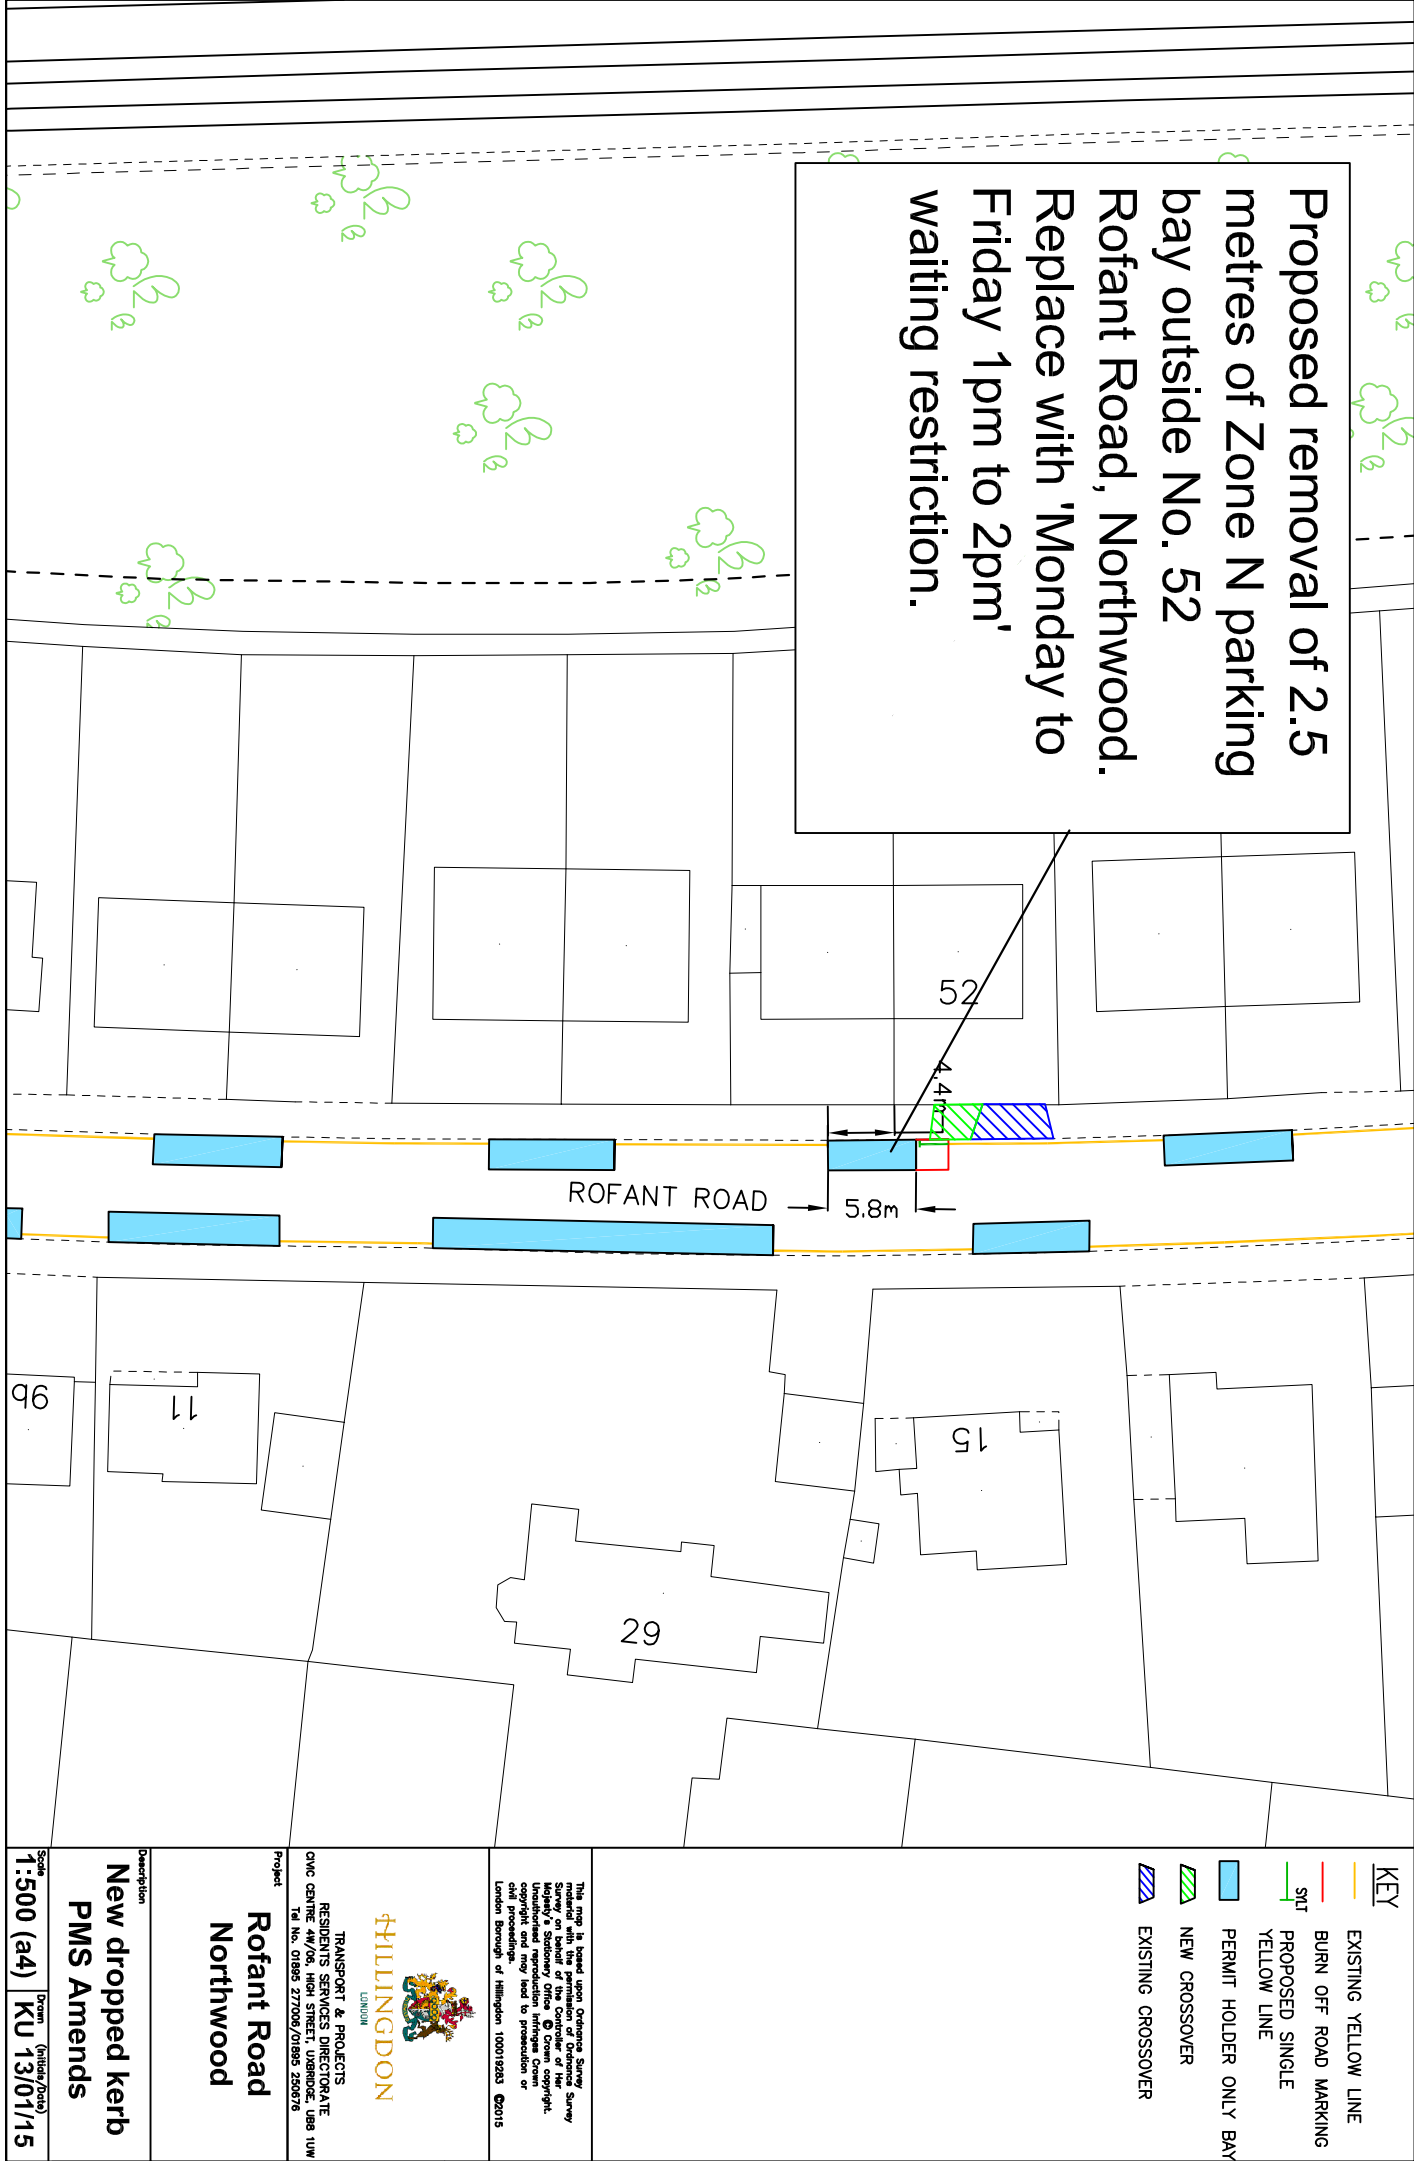 Proposed removal of 2.5
metres of Zone N parking
bay outside No. 52
Rofant Road, Northwood.
Replace with 'Monday to
Friday 1pm to 2pm'
waiting restriction.
52
4.4m
ROFANT ROAD
5.8m
9b
11
15
29
KEY
EXISTING YELLOW LINE
BURN OFF ROAD MARKING
SYLT
PROPOSED SINGLE
YELLOW LINE
PERMIT HOLDER ONLY BAY
NEW CROSSOVER
EXISTING CROSSOVER
This map is based upon Ordnance Survey
material with the permission of Ordnance Survey
Survey on behalf of the Controller of Her
Majesty's Stationery Office © Crown copyright.
Unauthorised reproduction infringes Crown
copyright and may lead to prosecution or
civil proceedings.
London Borough of Hillingdon 100019283 ©2015
HILLINGDON
LONDON
TRANSPORT & PROJECTS
RESIDENTS SERVICES DIRECTORATE
CIVIC CENTRE 4W/06, HIGH STREET, UXBRIDGE, UB8 1UW
Tel No. 01895 277006/01895 250676
Project
Rofant Road
Northwood
Description
New dropped kerb
PMS Amends
Scale
1:500 (a4)
Drawn (Initials/Date)
KU 13/01/15